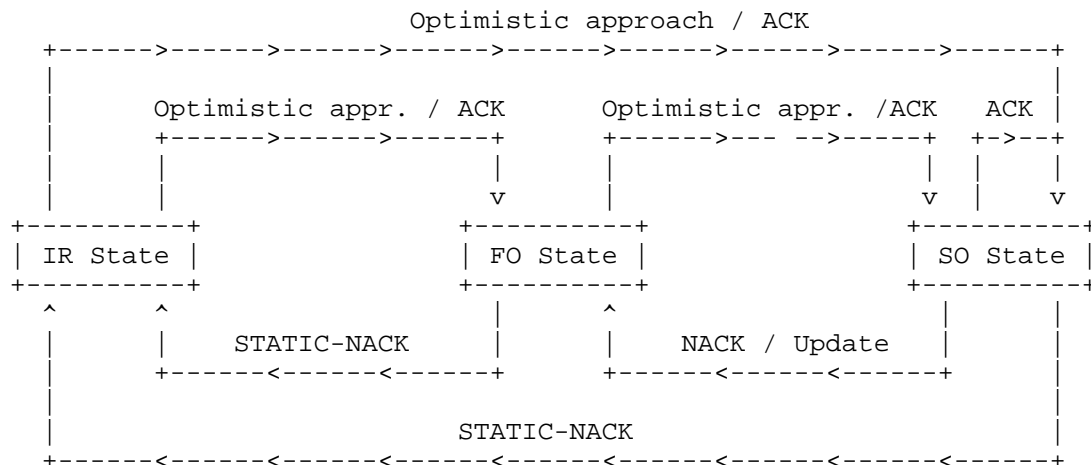 Optimistic approach / ACK
Optimistic appr. / ACK Optimistic appr. /ACK ACK
IR State FO State SO State
STATIC-NACK NACK / Update
STATIC-NACK